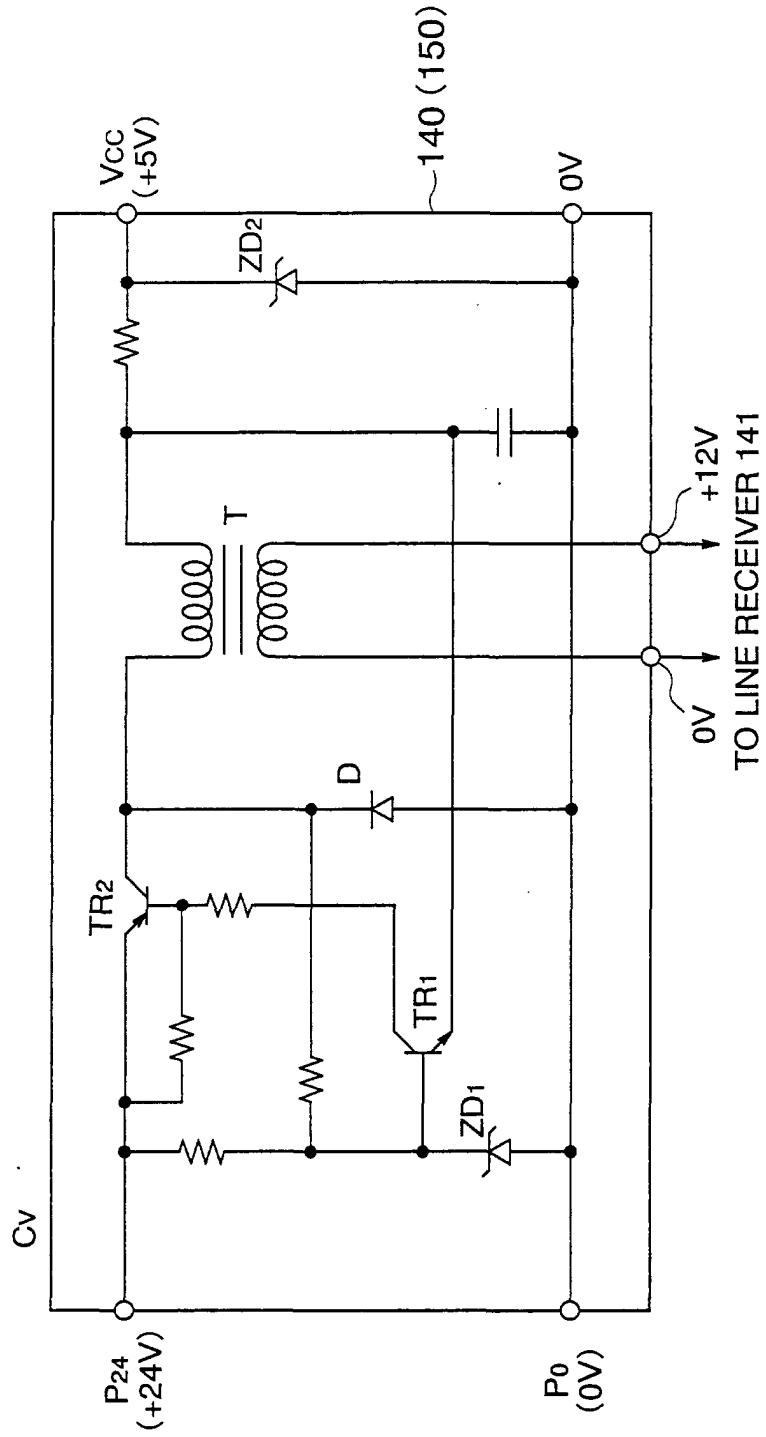 Cv
P24
(+24V)
P0
(0V)
TR2
TR1
ZD1
D
T
ZD2
Vcc
(+5V)
140 (150)
0V
0V
+12V
TO LINE RECEIVER 141